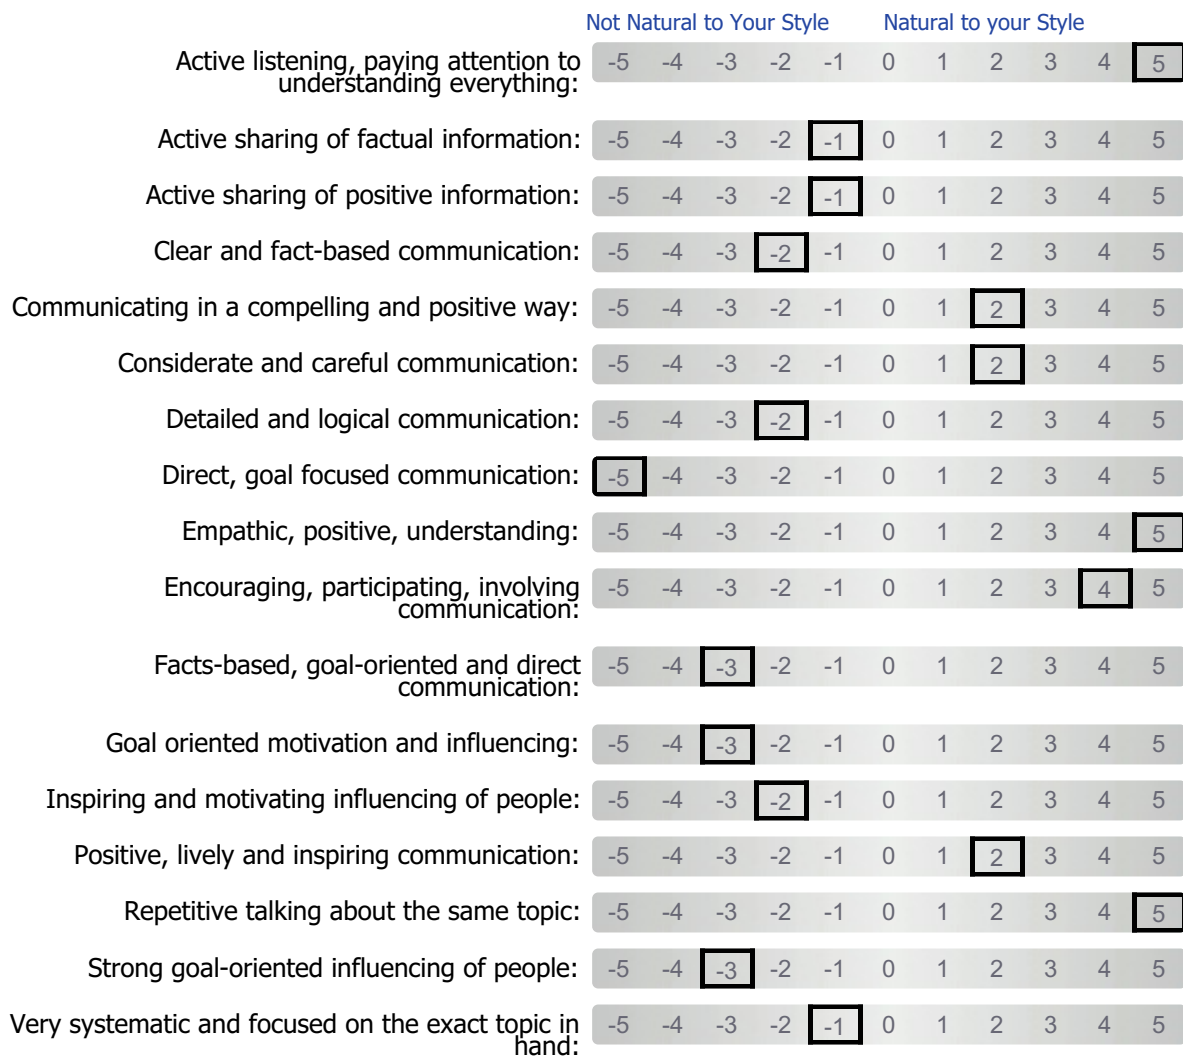 Not Natural to Your Style Natural to your Style
Active listening, paying attention to
understanding everything: -5 -4 -3 -2 -1 0 1 2 3 4 5
Active sharing of factual information: -5 -4 -3 -2 -1 0 1 2 3 4 5
Active sharing of positive information: -5 -4 -3 -2 -1 0 1 2 3 4 5
Clear and fact-based communication: -5 -4 -3 -2 -1 0 1 2 3 4 5
Communicating in a compelling and positive way: -5 -4 -3 -2 -1 0 1 2 3 4 5
Considerate and careful communication: -5 -4 -3 -2 -1 0 1 2 3 4 5
Detailed and logical communication: -5 -4 -3 -2 -1 0 1 2 3 4 5
Direct, goal focused communication: -5 -4 -3 -2 -1 0 1 2 3 4 5
Empathic, positive, understanding: -5 -4 -3 -2 -1 0 1 2 3 4 5
Encouraging, participating, involving
communication: -5 -4 -3 -2 -1 0 1 2 3 4 5
Facts-based, goal-oriented and direct
communication: -5 -4 -3 -2 -1 0 1 2 3 4 5
Goal oriented motivation and influencing: -5 -4 -3 -2 -1 0 1 2 3 4 5
Inspiring and motivating influencing of people: -5 -4 -3 -2 -1 0 1 2 3 4 5
Positive, lively and inspiring communication: -5 -4 -3 -2 -1 0 1 2 3 4 5
Repetitive talking about the same topic: -5 -4 -3 -2 -1 0 1 2 3 4 5
Strong goal-oriented influencing of people: -5 -4 -3 -2 -1 0 1 2 3 4 5
Very systematic and focused on the exact topic in
hand: -5 -4 -3 -2 -1 0 1 2 3 4 5